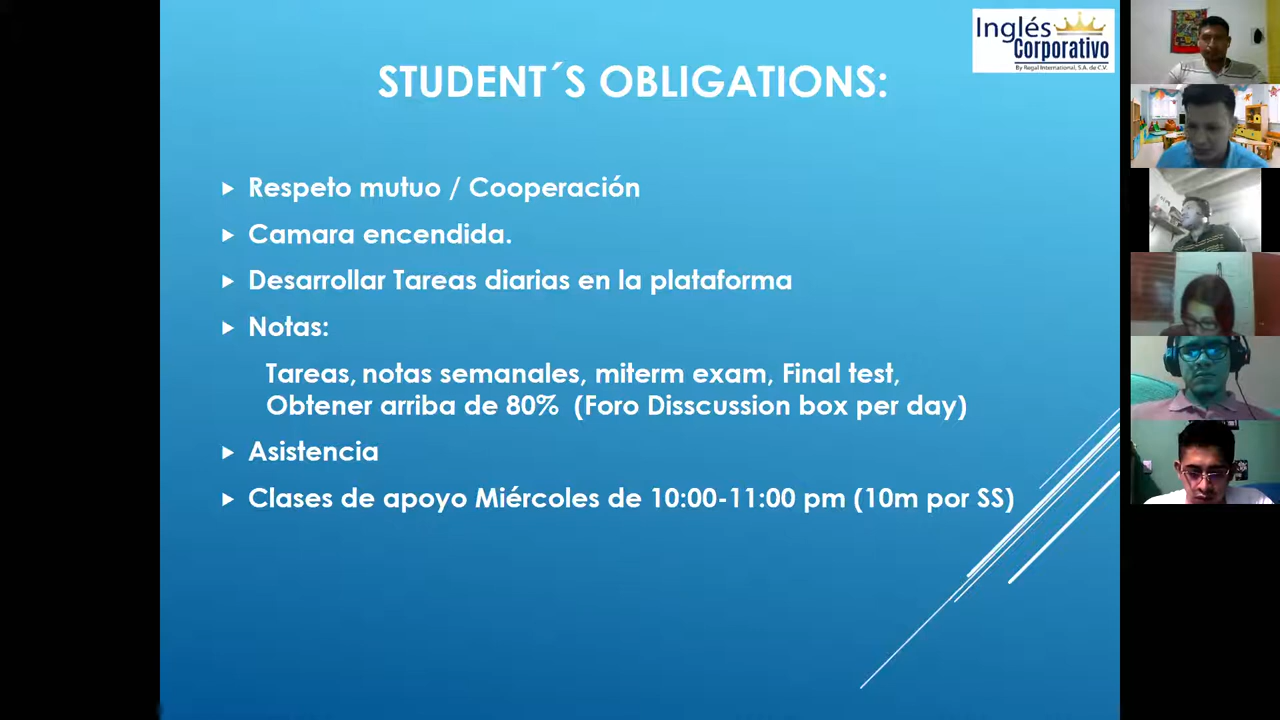 Inglés
Corporativo
By Regal International, S.A. de C.V.
STUDENT´S OBLIGATIONS:
Respeto mutuo / Cooperación
Camara encendida.
Desarrollar Tareas diarias en la plataforma
Notas:
Tareas, notas semanales, miterm exam, Final test,
Obtener arriba de 80% (Foro Disscussion box per day)
Asistencia
Clases de apoyo Miércoles de 10:00-11:00 pm (10m por SS)